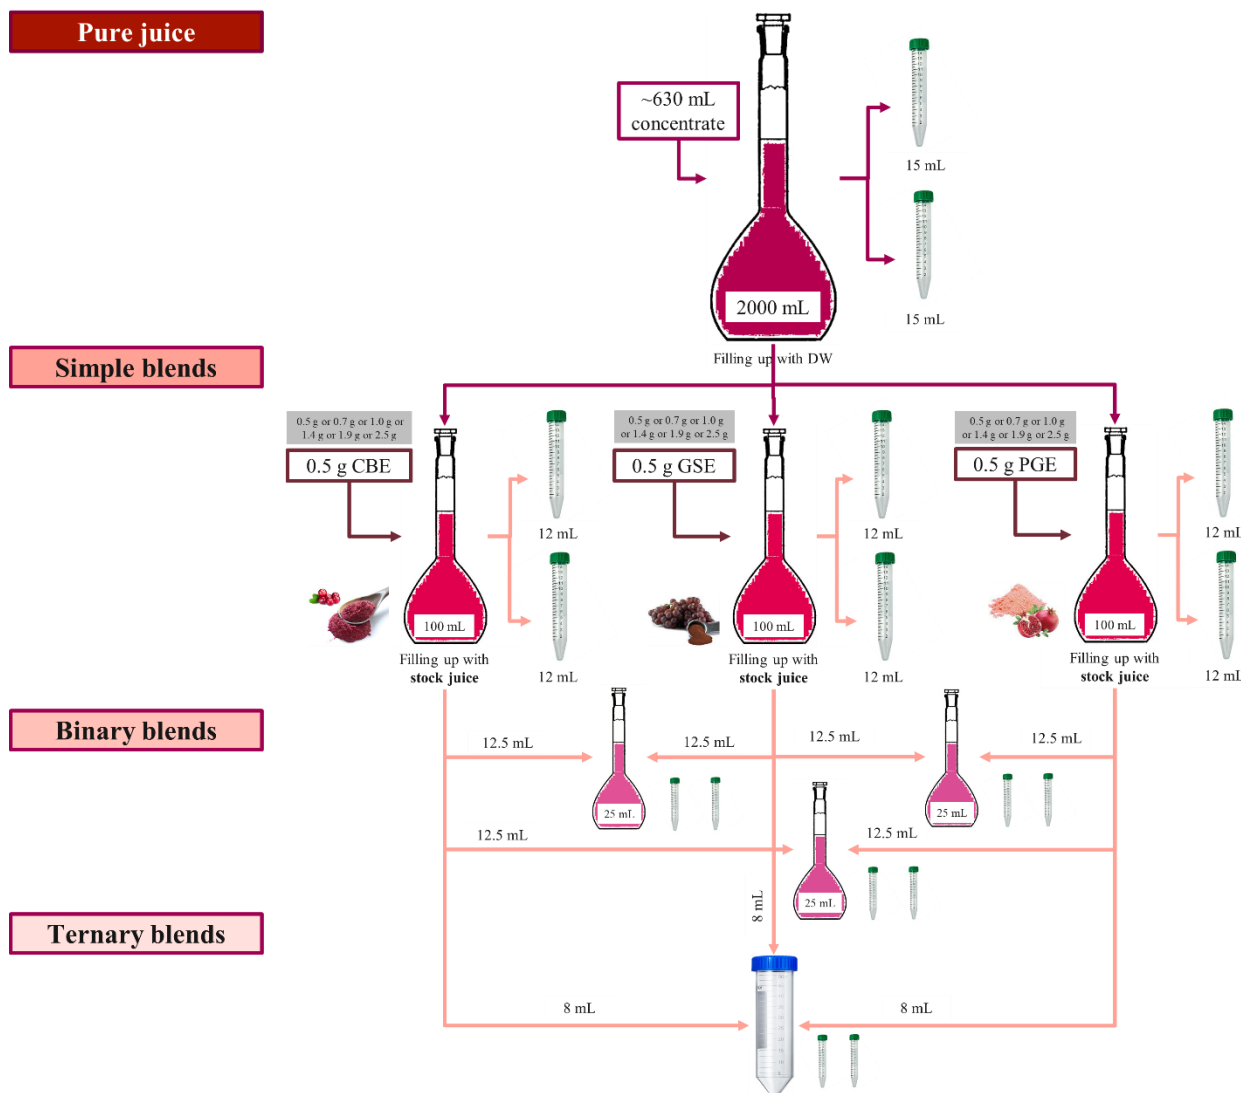 Pure juice
~630 mL
concentrate
15 mL
15 mL
2000 mL
Filling up with DW
Simple blends
0.5 g or 0.7 g or 1.0 g or
1.4 g or 1.9 g or 2.5 g
0.5 g CBE
12 mL
12 mL
100 mL
Filling up with
stock juice
0.5 g or 0.7 g or 1.0 g
or 1.4 g or 1.9 g or 2.5 g
0.5 g GSE
12 mL
12 mL
100 mL
Filling up with
stock juice
0.5 g or 0.7 g or 1.0 g
or 1.4 g or 1.9 g or 2.5 g
0.5 g PGE
12 mL
12 mL
100 mL
Filling up with
stock juice
Binary blends
12.5 mL
12.5 mL
12.5 mL
12.5 mL
25 mL
25 mL
12.5 mL
12.5 mL
25 mL
Ternary blends
8 mL
8 mL
8 mL